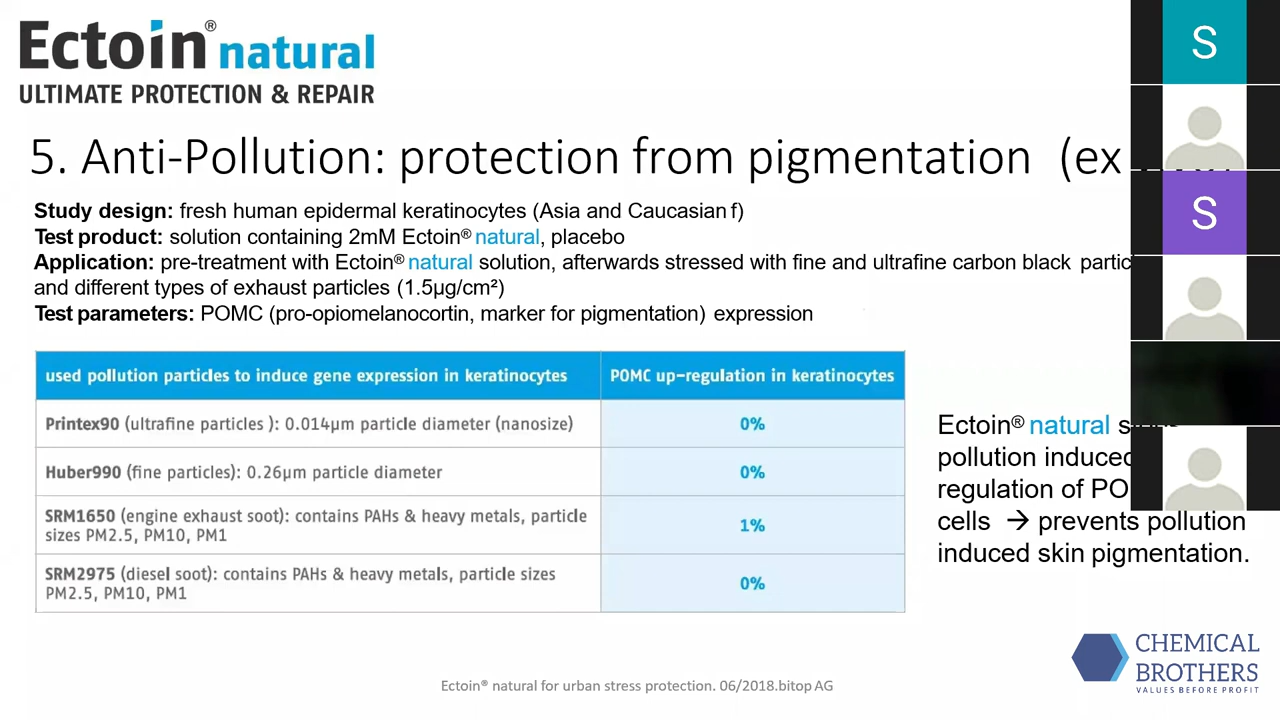 Ectoin® natural
ULTIMATE PROTECTION & REPAIR
5. Anti-Pollution: protection from pigmentation (ex
Study design: fresh human epidermal keratinocytes (Asia and Caucasian f)
Test product: solution containing 2mM Ectoin® natural, placebo
Application: pre-treatment with Ectoin® natural solution, afterwards stressed with fine and ultrafine carbon black
and different types of exhaust particles (1.5µg/cm²)
Test parameters: POMC (pro-opiomelanocortin, marker for pigmentation) expression
used pollution particles to induce gene expression in keratinocytes
POMC up-regulation in keratinocytes
Printex90 (ultrafine particles ): 0.014µm particle diameter (nanosize)
0%
Huber990 (fine particles): 0.26µm particle diameter
0%
SRM1650 (engine exhaust soot): contains PAHs & heavy metals, particle
sizes PM2.5, PM10, PM1
1%
SRM2975 (diesel soot): contains PAHs & heavy metals, particle sizes
PM2.5, PM10, PM1
0%
Ectoin® natural
pollution induced
regulation of
cells → prevents pollution
induced skin pigmentation.
Ectoin® natural for urban stress protection. 06/2018.bitop AG
CHEMICAL
BROTHERS
VALUES BEFORE PROFIT
S
S